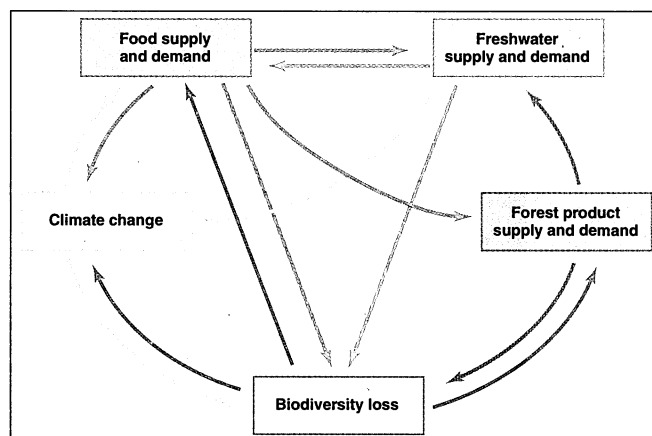 Food supply
and demand
Freshwater
supply and demand
Climate change
Forest product
supply and demand
Biodiversity loss